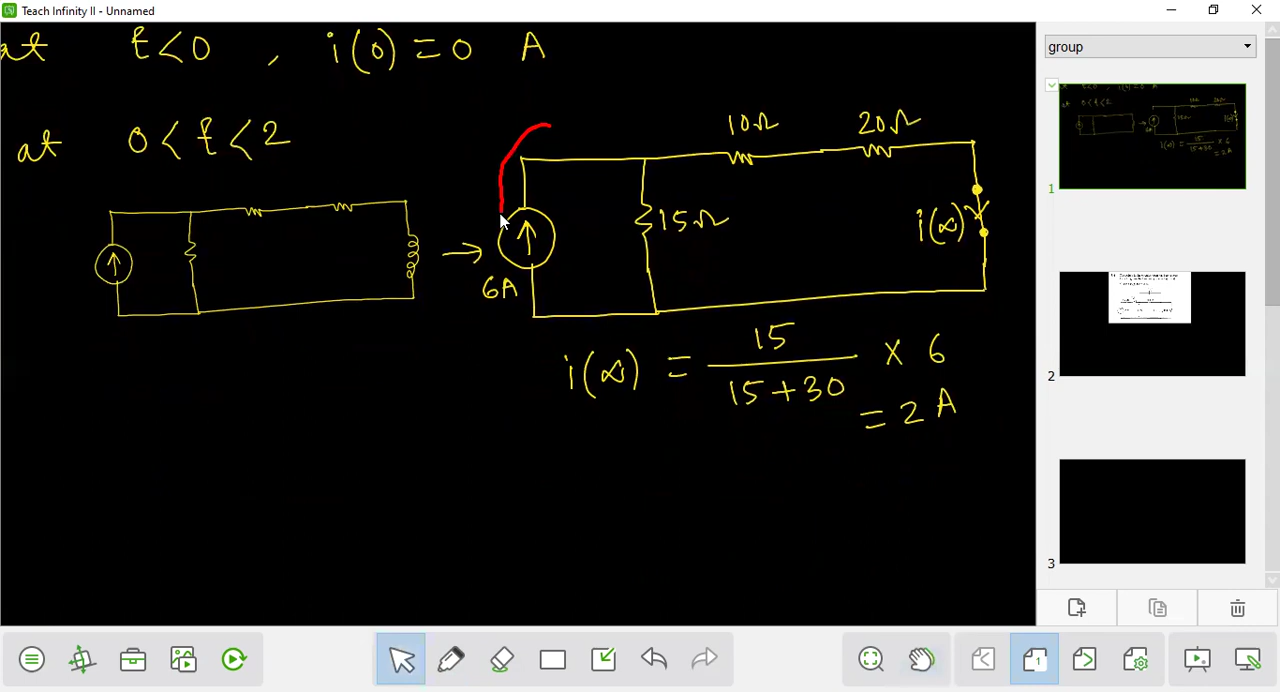 Teach Infinity II - Unnamed
group
at t<0 , i(0) = 0 A
at 0<t<2
10Ω 20Ω
15Ω
i(∞)
6A
i(∞) = 15 / 15+30 × 6
= 2 A
1
2
3
1